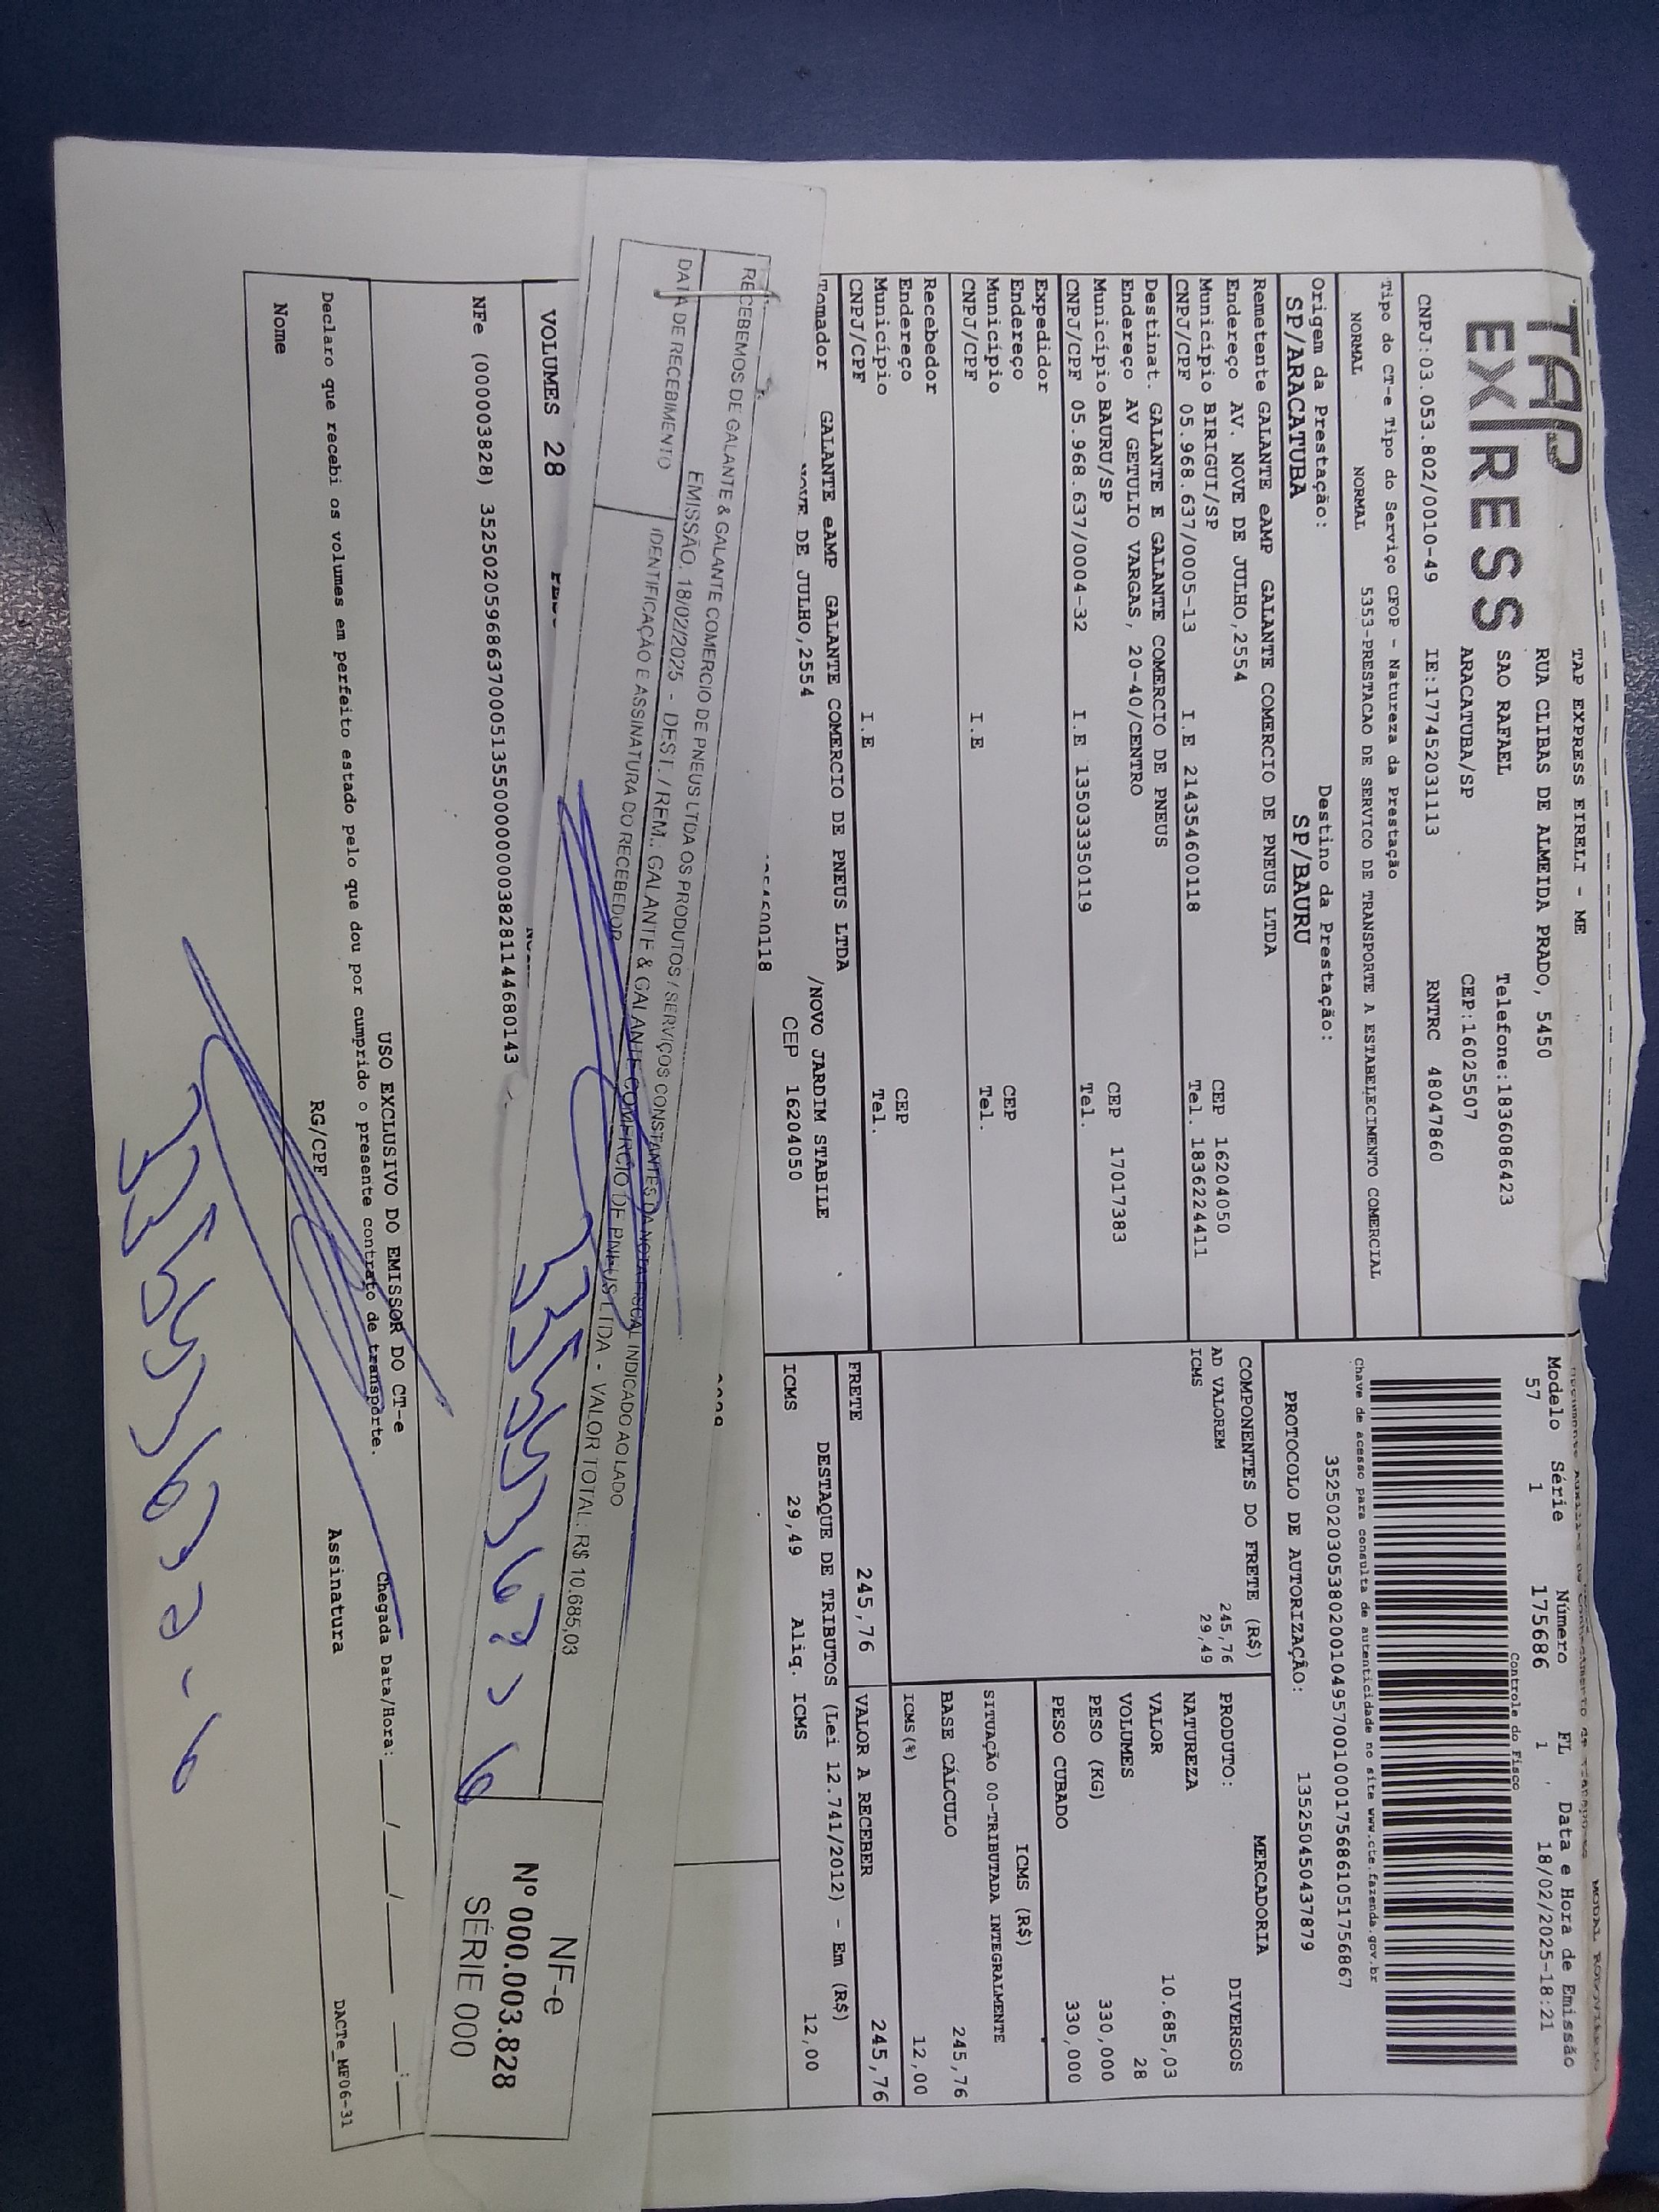 TAP
EXPRESS
TAP EXPRESS EIRELI - ME
RUA CLIBAS DE ALMEIDA PRADO, 5450
SAO RAFAEL Telefone:1836086423
ARACATUBA/SP CEP:16025507
CNPJ:03.053.802/0010-49 IE:177452031113 RNTRC 48047860
MODAL RODOVIÁRIO
Modelo Série Número FL Data e Hora de Emissão
57 1 175686 1 18/02/2025-18:21
Controle do Fisco
Chave de acesso para consulta de autenticidade no site www.cte.fazenda.gov.br
35250203053802001049570010001756861051756867
PROTOCOLO DE AUTORIZAÇÃO: 135250450437879
Tipo do CT-e Tipo do Serviço CFOP - Natureza da Prestação
NORMAL NORMAL 5353-PRESTACAO DE SERVICO DE TRANSPORTE A ESTABELECIMENTO COMERCIAL
Origem da Prestação: Destino da Prestação:
SP/ARACATUBA SP/BAURU
Remetente GALANTE eAMP GALANTE COMERCIO DE PNEUS LTDA
Endereço AV. NOVE DE JULHO,2554 CEP 16204050
Município BIRIGUI/SP Tel. 1836224411
CNPJ/CPF 05.968.637/0005-13 I.E 214354600118
Destinat. GALANTE E GALANTE COMERCIO DE PNEUS
Endereço AV GETULIO VARGAS, 20-40/CENTRO CEP 17017383
Município BAURU/SP Tel.
CNPJ/CPF 05.968.637/0004-32 I.E 135033350119
Expedidor
Endereço CEP
Município Tel.
CNPJ/CPF I.E
Recebedor
Endereço CEP
Município Tel.
CNPJ/CPF I.E
Tomador GALANTE eAMP GALANTE COMERCIO DE PNEUS LTDA
NOVE DE JULHO,2554 /NOVO JARDIM STABILE
CEP 16204050
COMPONENTES DO FRETE (R$)
AD VALOREM 245,76
ICMS 29,49
MERCADORIA
PRODUTO: DIVERSOS
NATUREZA
VALOR 10.685,03
VOLUMES 28
PESO (KG) 330,000
PESO CUBADO 330,000
ICMS (R$)
SITUAÇÃO 00-TRIBUTADA INTEGRALMENTE
BASE CÁLCULO 245,76
ICMS(%) 12,00
FRETE 245,76 VALOR A RECEBER 245,76
DESTAQUE DE TRIBUTOS (Lei 12.741/2012) - Em (R$)
ICMS 29,49 Aliq. ICMS 12,00
RECEBEMOS DE GALANTE & GALANTE COMERCIO DE PNEUS LTDA OS PRODUTOS / SERVIÇOS CONSTANTES DA NOTA FISCAL INDICADO AO LADO
EMISSÃO: 18/02/2025 - DEST. / REM.: GALANTE & GALANTE COMERCIO DE PNEUS LTDA - VALOR TOTAL: R$ 10.685,03
DATA DE RECEBIMENTO IDENTIFICAÇÃO E ASSINATURA DO RECEBEDOR
NF-e
Nº 000.003.828
SÉRIE 000
VOLUMES 28
NFe (000003828) 35250205968637000513550000000038281144680143
USO EXCLUSIVO DO EMISSOR DO CT-e
Declaro que recebi os volumes em perfeito estado pelo que dou por cumprido o presente contrato de transporte.
Chegada Data/Hora:___/___/_____ ___:___
Nome RG/CPF Assinatura
DACTe_MF06-31